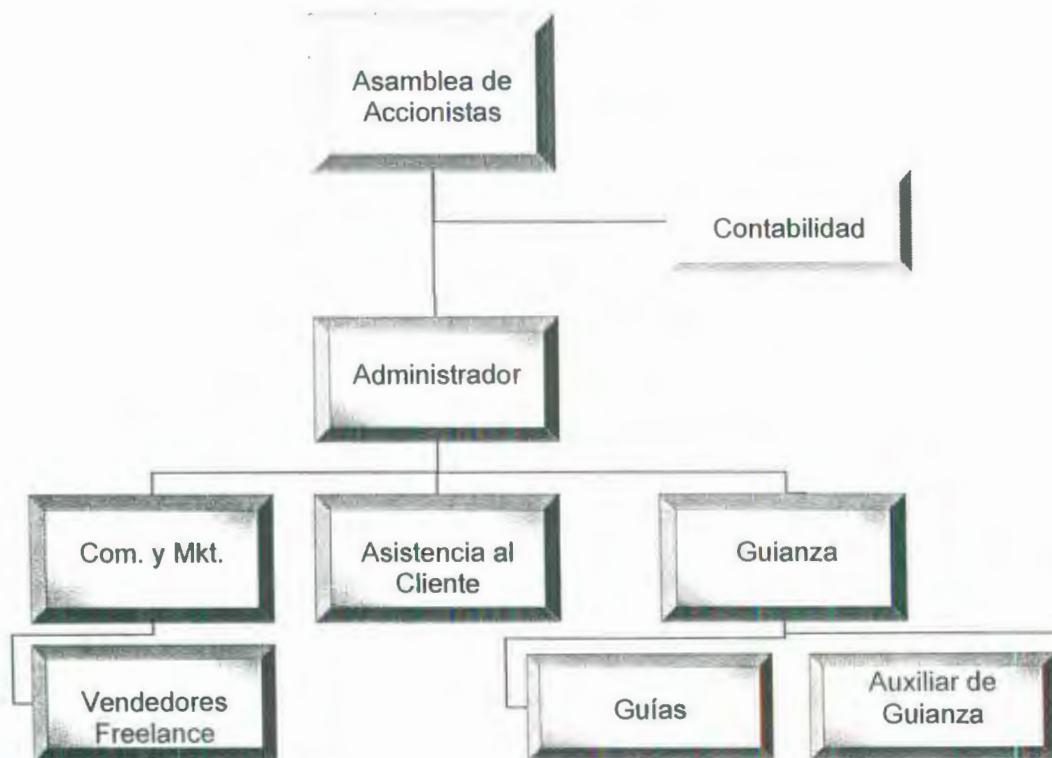 Asamblea de
Accionistas
Contabilidad
Administrador
Com. y Mkt.
Asistencia al
Cliente
Guianza
Vendedores
Freelance
Guías
Auxiliar de
Guianza